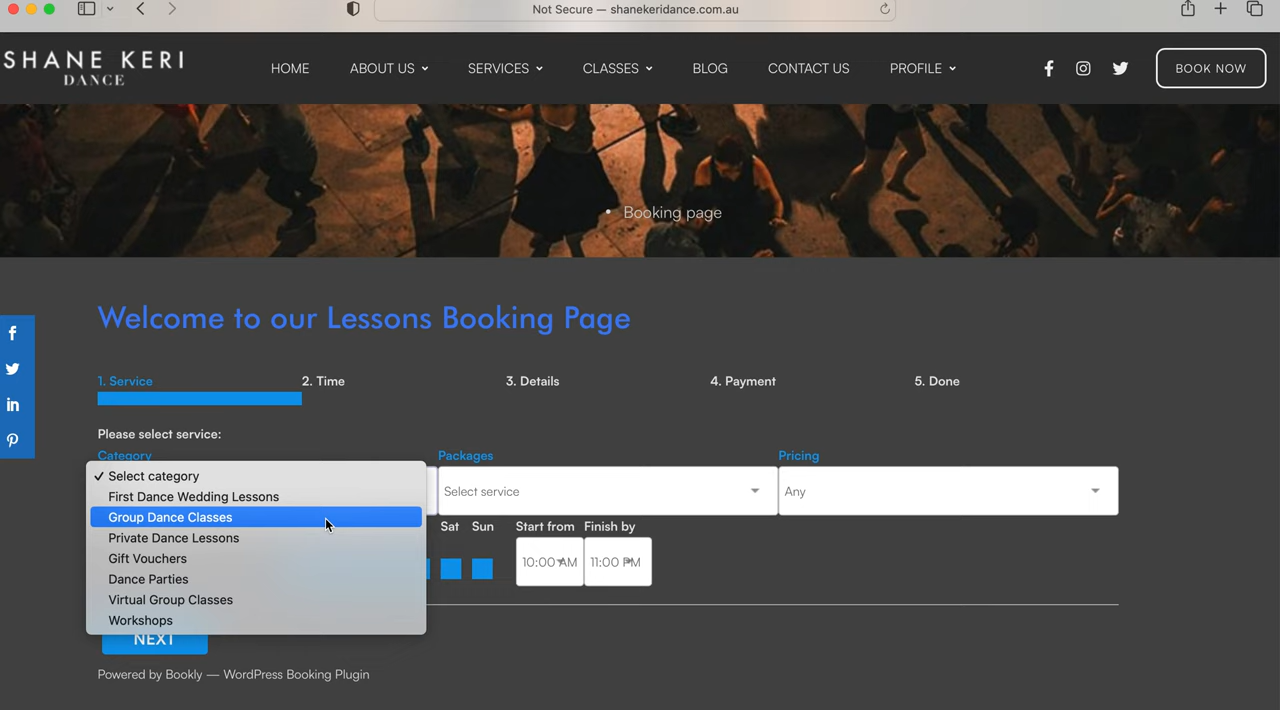 Not Secure — shanekeridance.com.au
SHANE KERI
DANCE
HOME
ABOUT US
SERVICES
CLASSES
BLOG
CONTACT US
PROFILE
BOOK NOW
• Booking page
Welcome to our Lessons Booking Page
1. Service
2. Time
3. Details
4. Payment
5. Done
Please select service:
Category
Packages
Pricing
✓ Select category
First Dance Wedding Lessons
Group Dance Classes
Private Dance Lessons
Gift Vouchers
Dance Parties
Virtual Group Classes
Workshops
Select service
Any
Sat
Sun
Start from
Finish by
10:00 AM
11:00 PM
NEXT
Powered by Bookly — WordPress Booking Plugin